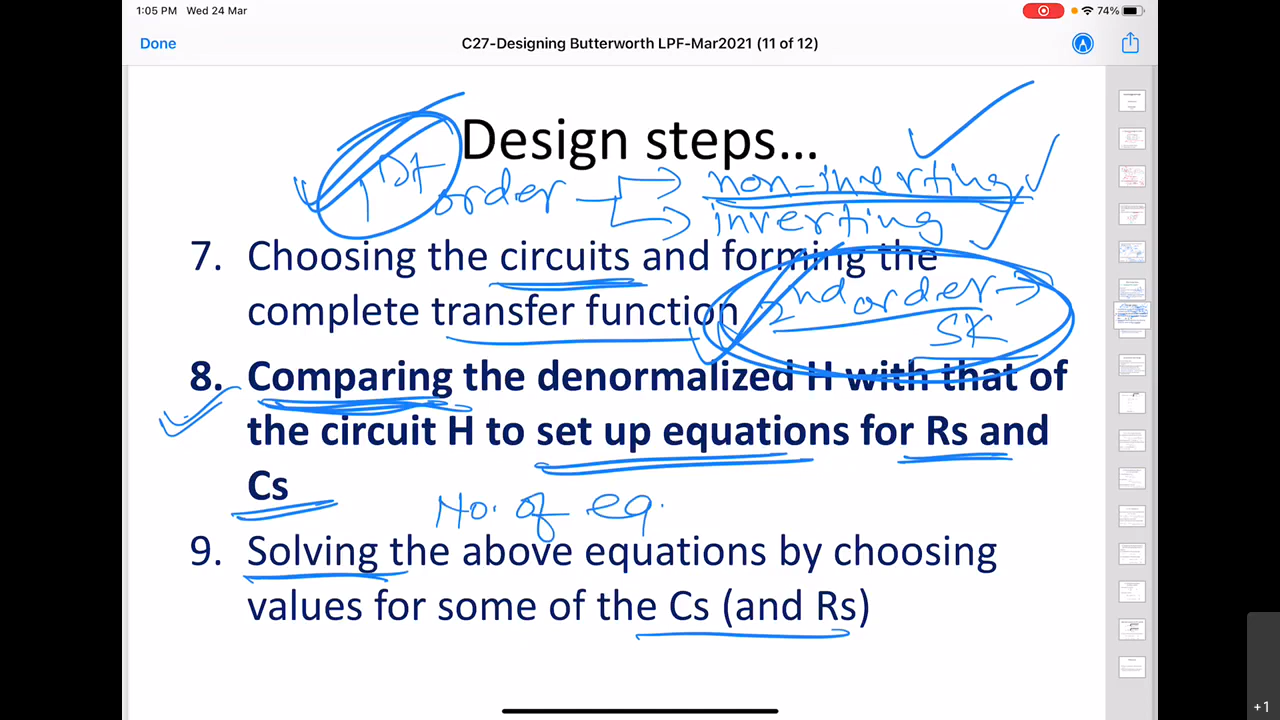 1:05 PM Wed 24 Mar
74%
Done
C27-Designing Butterworth LPF-Mar2021 (11 of 12)
Design steps...
1st order → non-inverting
inverting
7. Choosing the circuits and forming the
complete transfer function
2nd order →
SK
8. Comparing the denormalized H with that of
the circuit H to set up equations for Rs and
Cs
No. of eq.
9. Solving the above equations by choosing
values for some of the Cs (and Rs)
+1